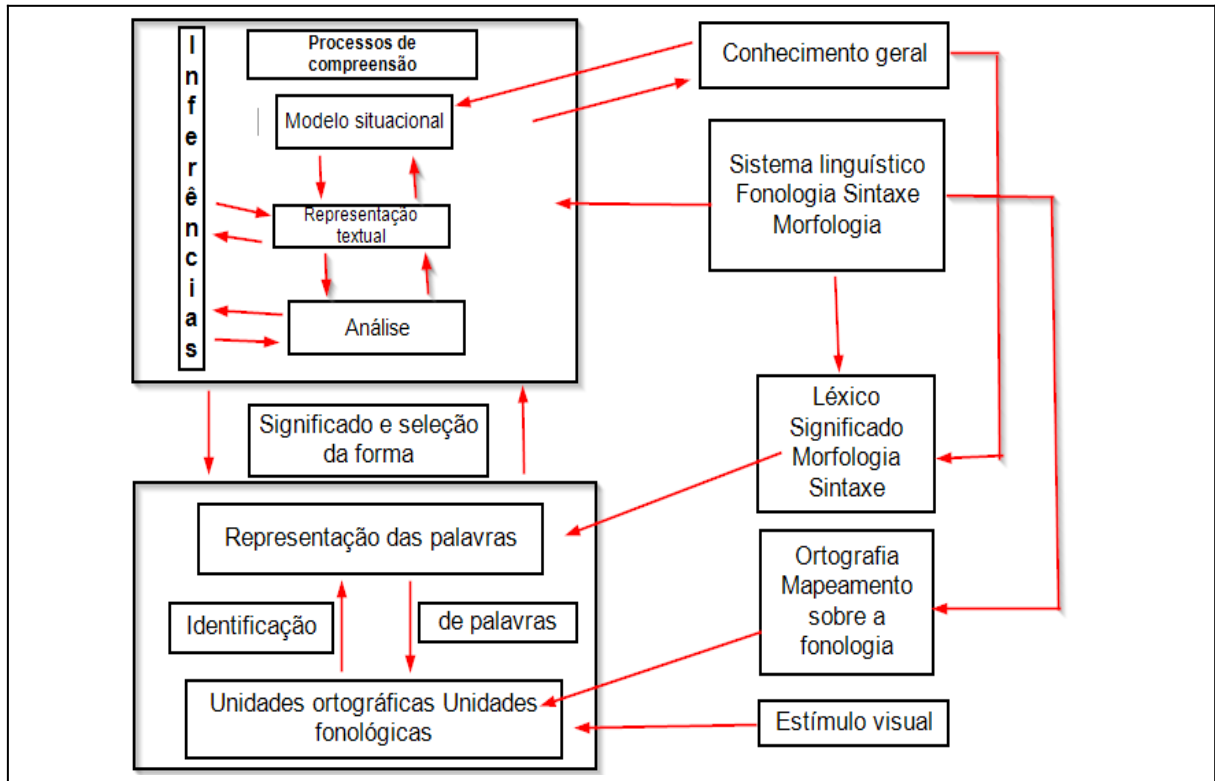 Inferências
Processos de
compreensão
Modelo situacional
Representação
textual
Análise
Conhecimento geral
Sistema linguístico
Fonologia Sintaxe
Morfologia
Significado e seleção
da forma
Léxico
Significado
Morfologia
Sintaxe
Representação das palavras
Identificação
de palavras
Unidades ortográficas Unidades
fonológicas
Ortografia
Mapeamento
sobre a
fonologia
Estímulo visual